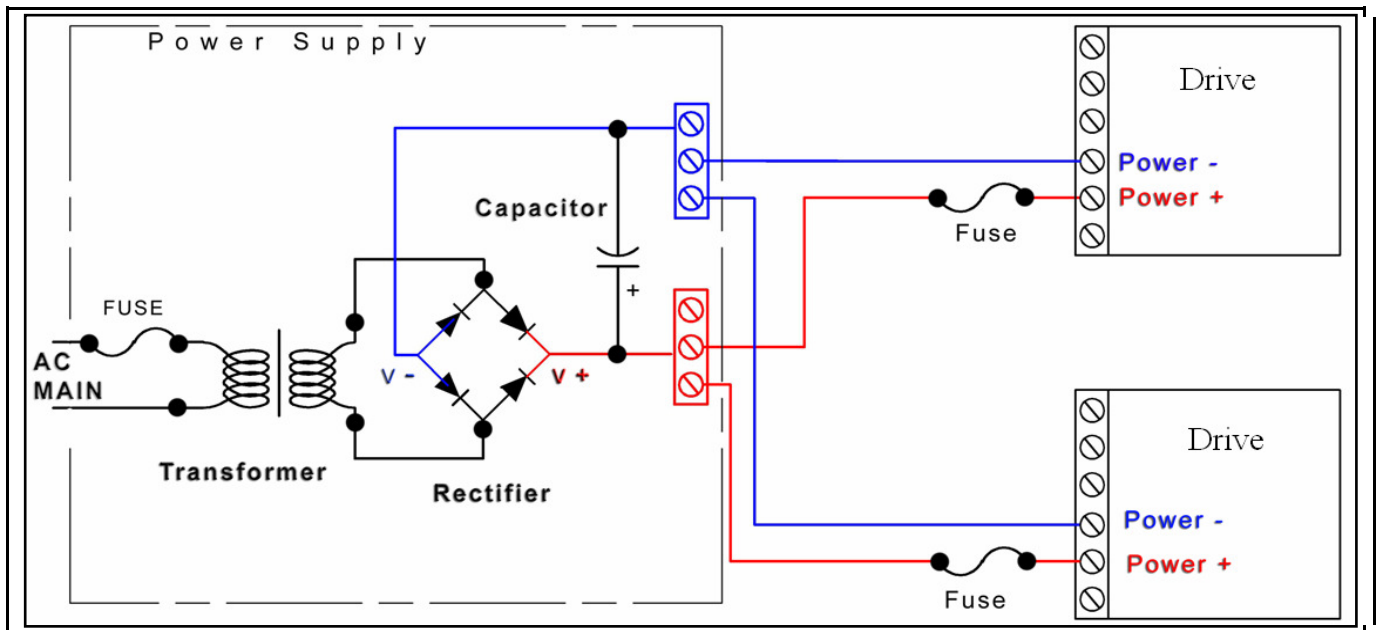 Power Supply
Drive
Power -
Power +
Fuse
Capacitor
+
FUSE
AC
MAIN
V -
V +
Transformer
Rectifier
Drive
Power -
Power +
Fuse